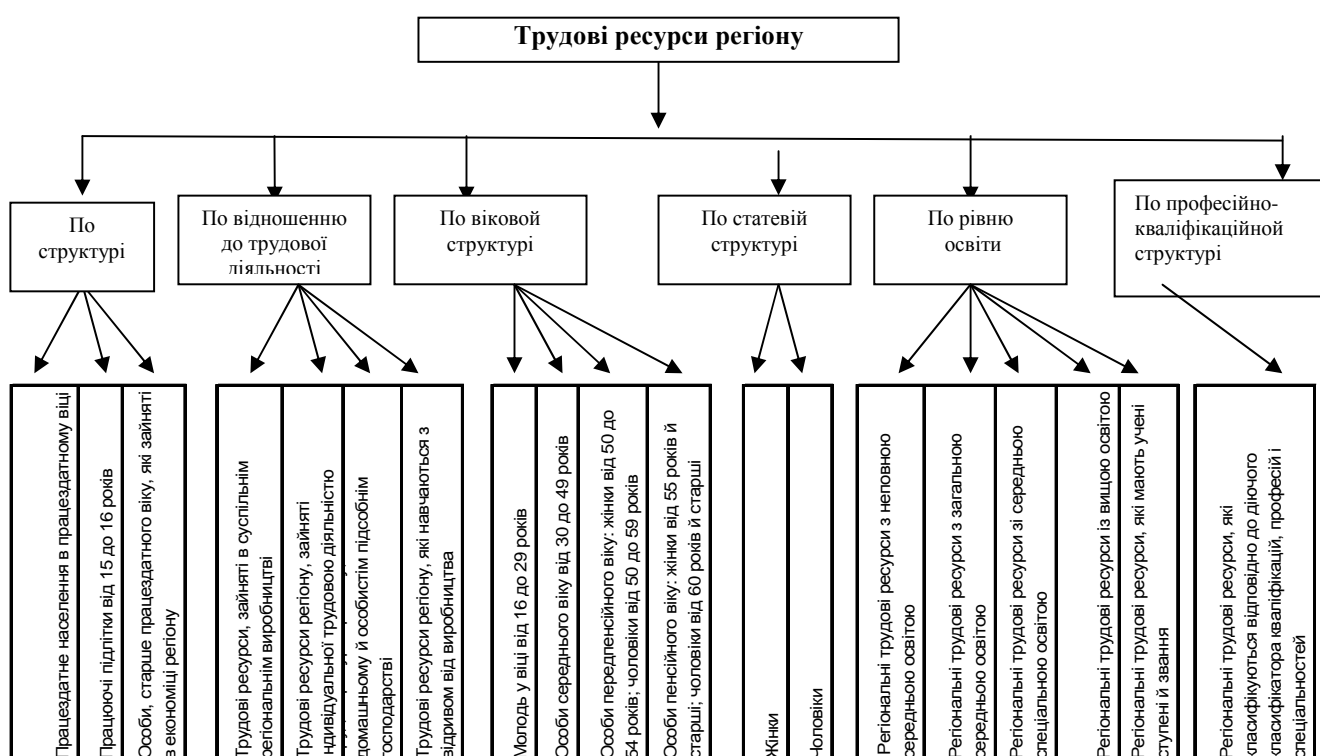 Трудові ресурси регіону
По
структурі
По відношенню
до трудової
діяльності
По віковой
структурі
По статевій
структурі
По рівню
освіти
По професійно-
кваліфікаційной
структурі
Працездатне населення в працездатному віці
Працюючі підлітки від 15 до 16 років
Особи, старше працездатного віку, які зайняті
в економіці регіону
Трудові ресурси, зайняті в суспільнім
регіональнім виробництві
Трудові ресурси регіону, зайняті
індивідуальної трудовою діяльністю
домашньому й особистім підсобнім
господарстві
Трудові ресурси регіону, які навчаються з
відривом від виробництва
Молодь у віці від 16 до 29 років
Особи середнього віку від 30 до 49 років
Особи передпенсійного віку: жінки від 50 до
54 років; чоловіки від 50 до 59 років
Особи пенсійного віку: жінки від 55 років й
старші; чоловіки від 60 років й старші
Жінки
Чоловіки
Регіональні трудові ресурси з неповною
середньою освітою
Регіональні трудові ресурси з загальною
середньою освітою
Регіональні трудові ресурси зі середньою
спеціальною освітою
Регіональні трудові ресурси із вищою освітою
Регіональні трудові ресурси, які мають учені
ступені й звання
Регіональні трудові ресурси, які
класифікуються відповідно до діючого
класифікатора кваліфікацій, професій і
спеціальностей